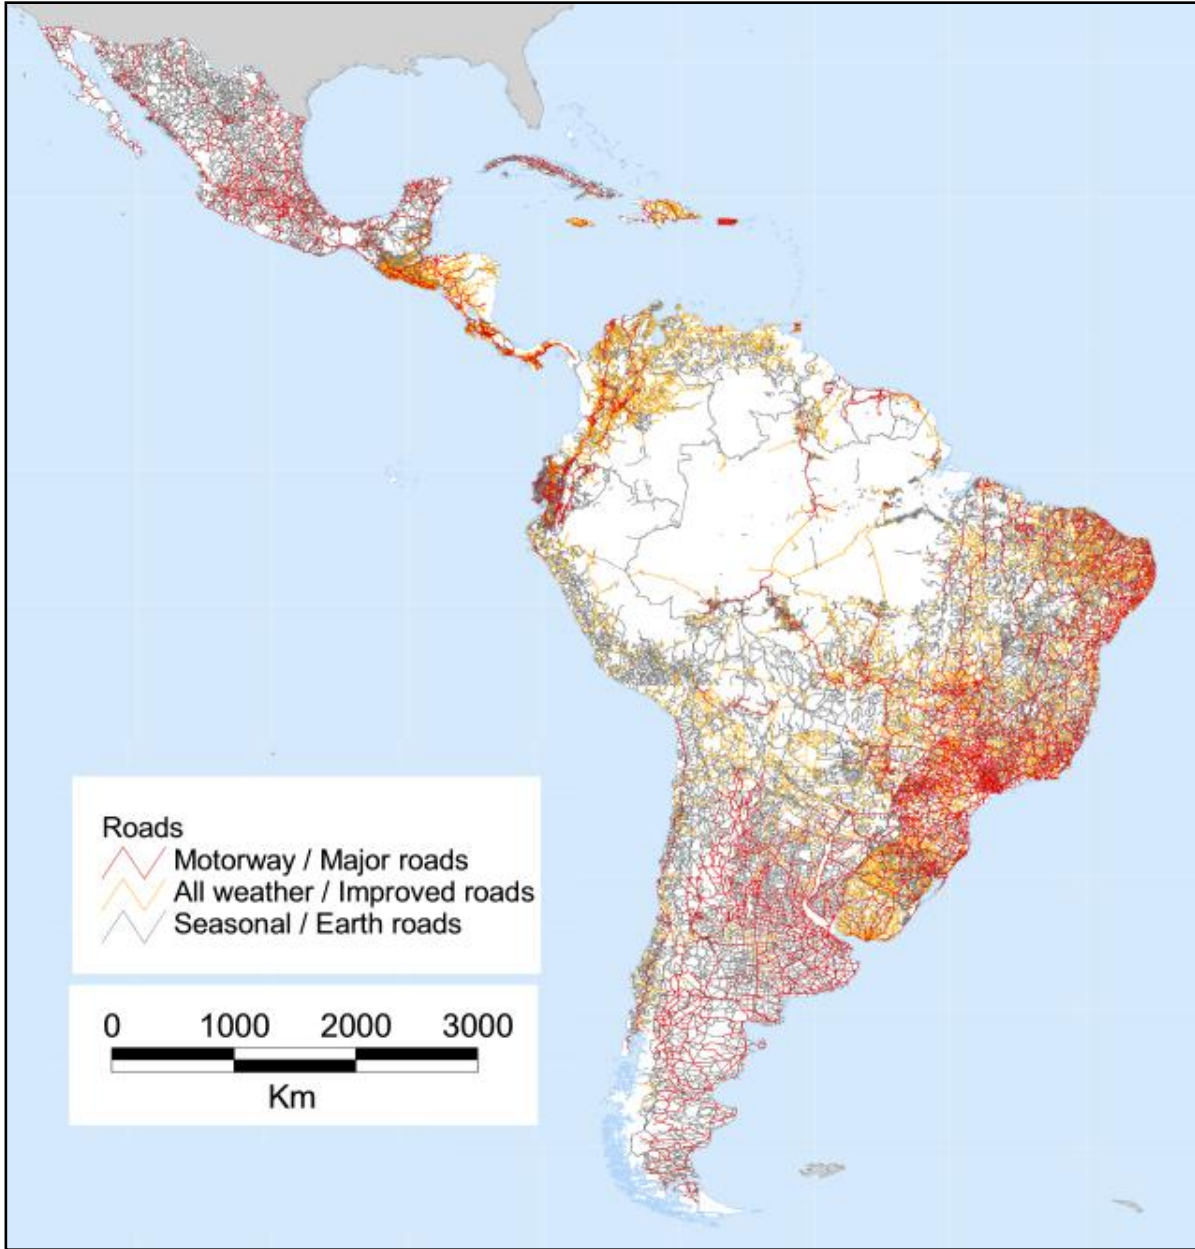 Roads
Motorway / Major roads
All weather / Improved roads
Seasonal / Earth roads
0 1000 2000 3000
Km